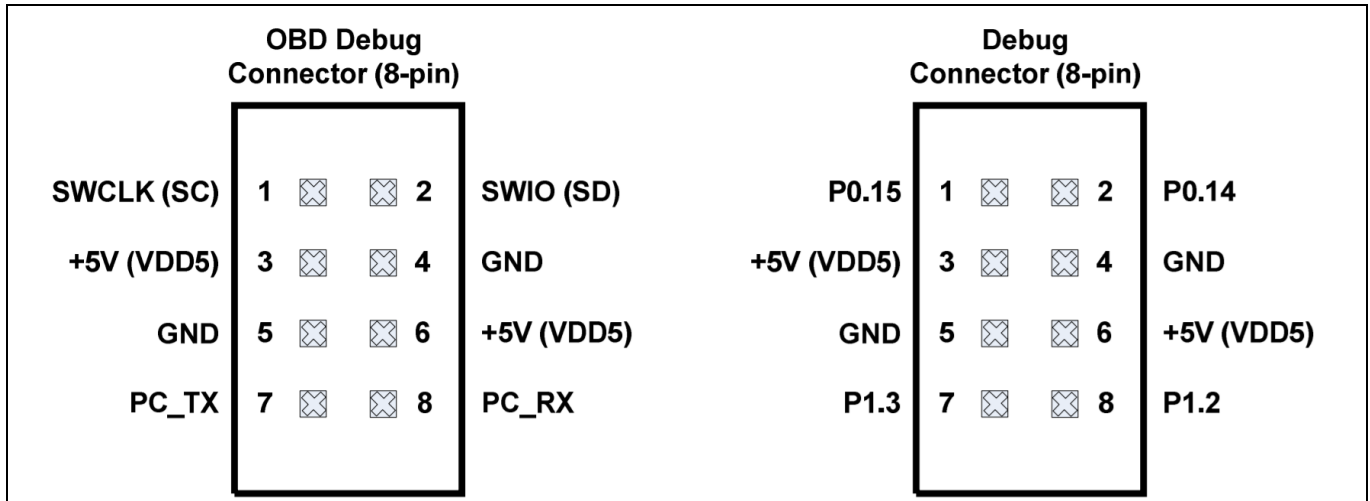 OBD Debug
Connector (8-pin)
SWCLK (SC) 1 2 SWIO (SD)
+5V (VDD5) 3 4 GND
GND 5 6 +5V (VDD5)
PC_TX 7 8 PC_RX
Debug
Connector (8-pin)
P0.15 1 2 P0.14
+5V (VDD5) 3 4 GND
GND 5 6 +5V (VDD5)
P1.3 7 8 P1.2